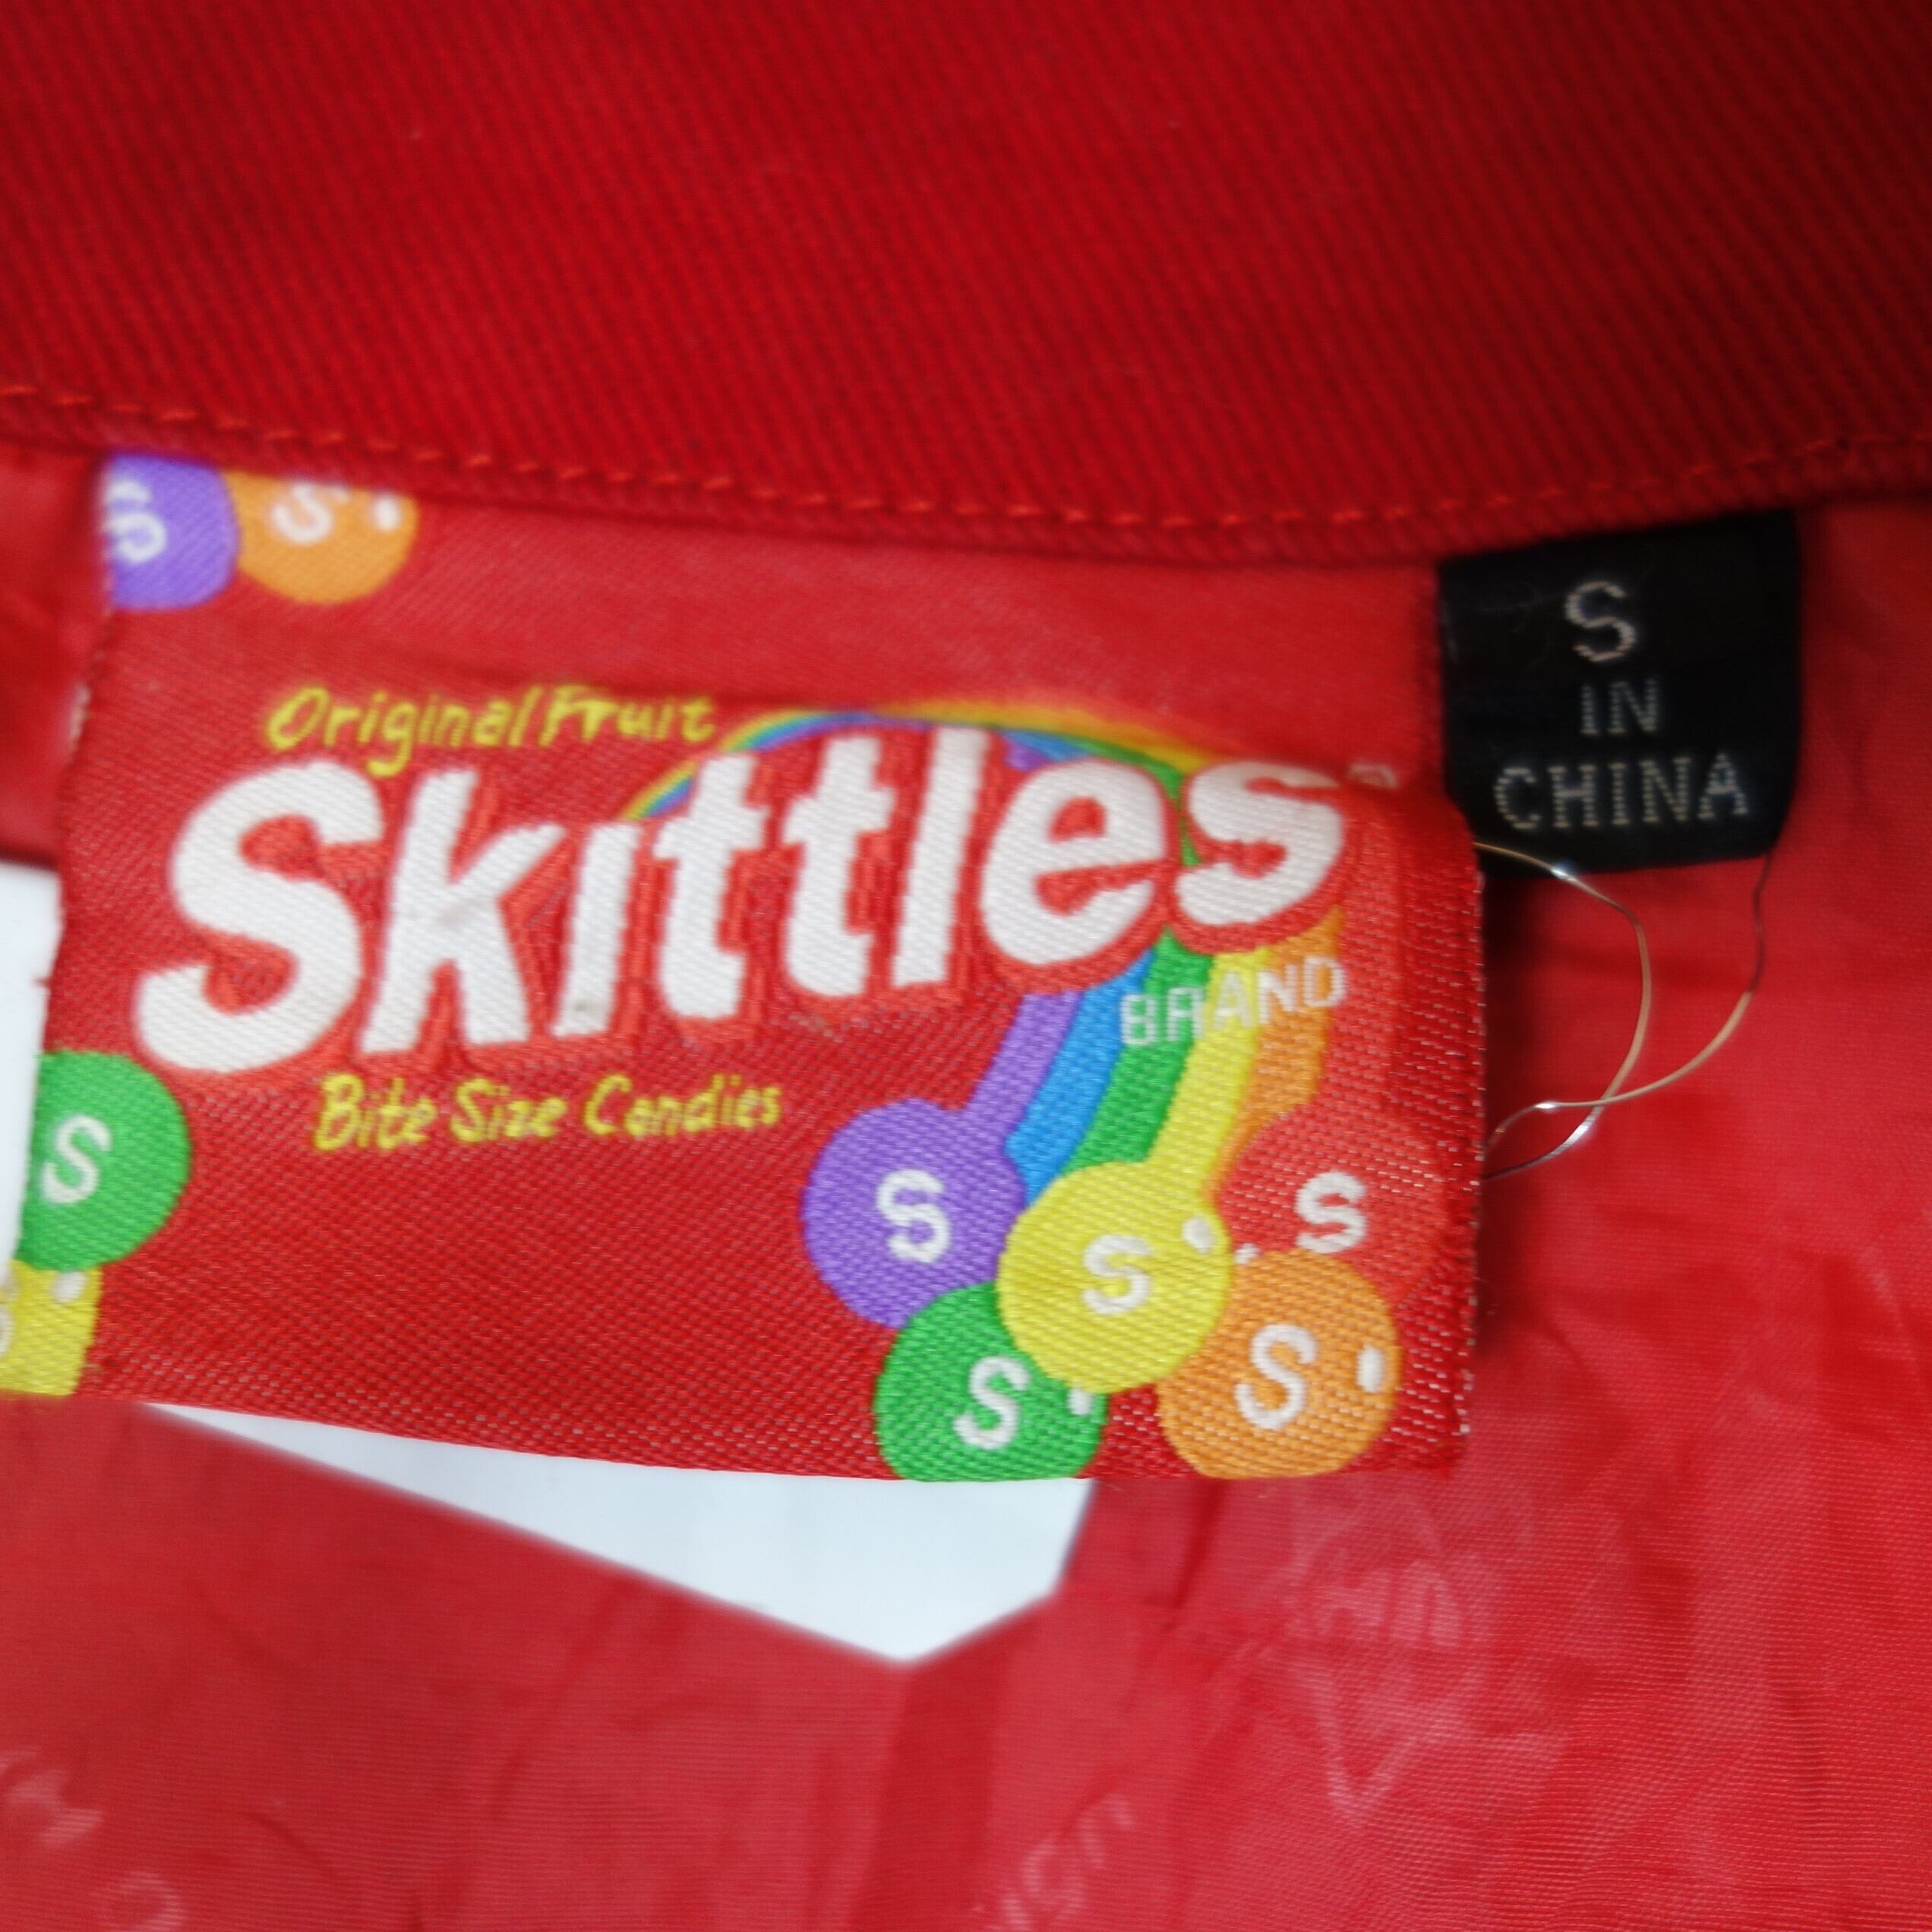 S S
Original Fruit
Skittles
BRAND
Bite Size Candies
S
S
S
S
S
S
S
IN
CHINA